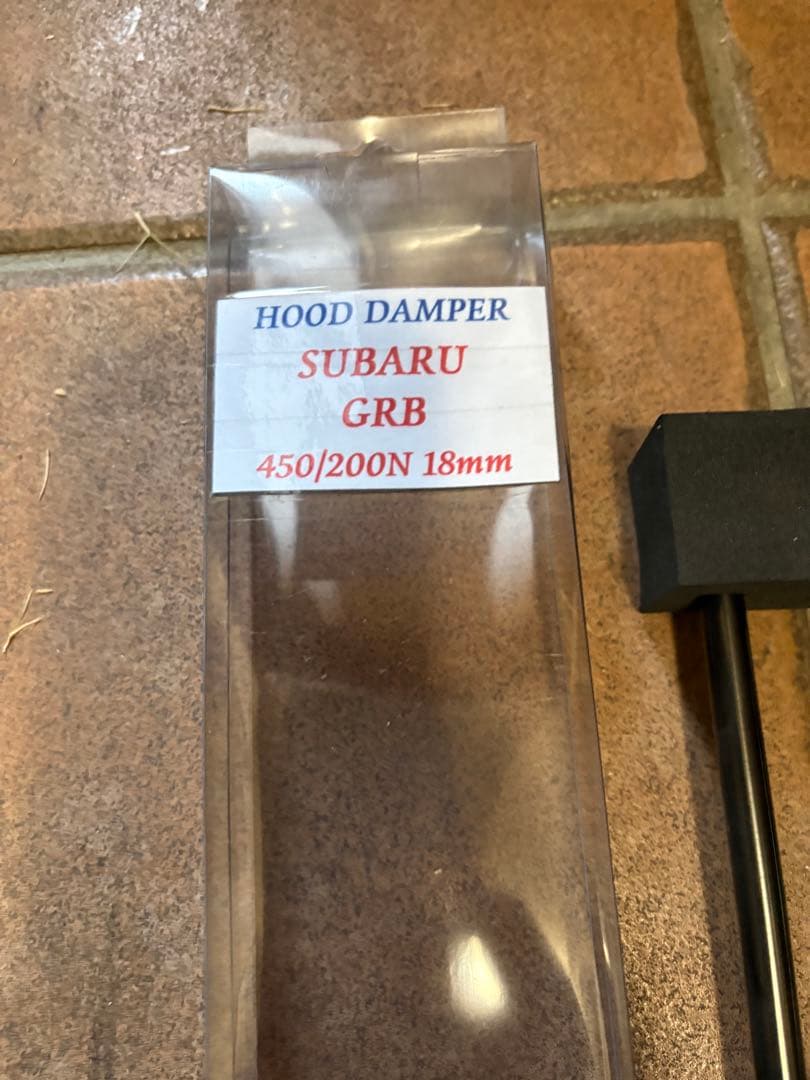 HOOD DAMPER
SUBARU
GRB
450/200N 18mm